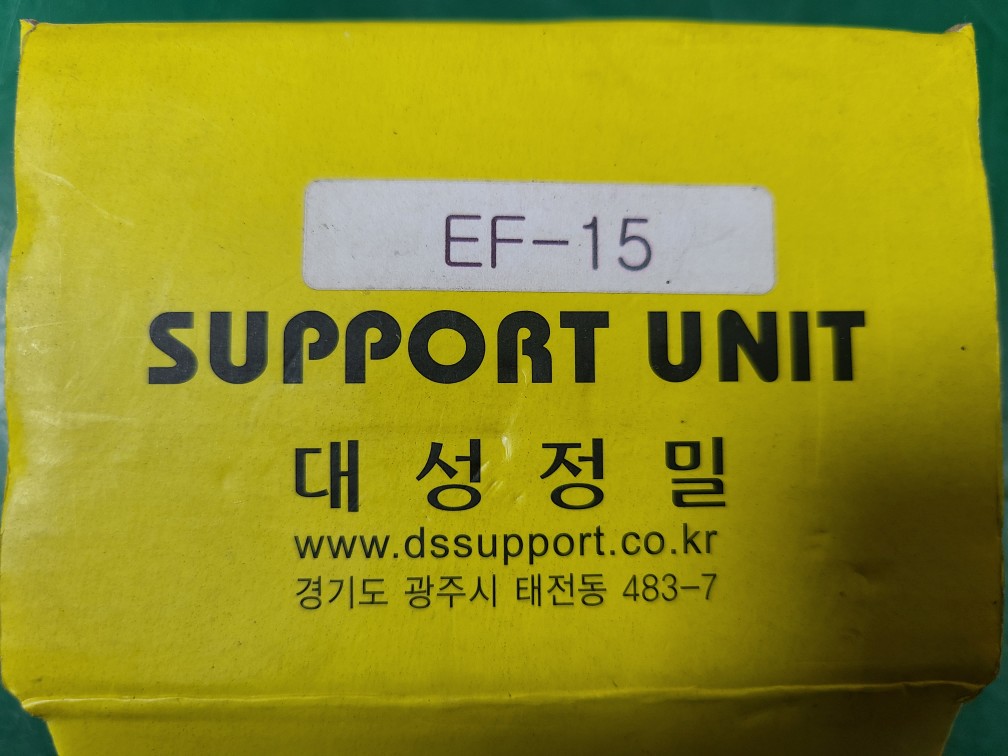 EF-15
SUPPORT UNIT
대성정밀
www.dssupport.co.kr
경기도 광주시 태전동 483-7